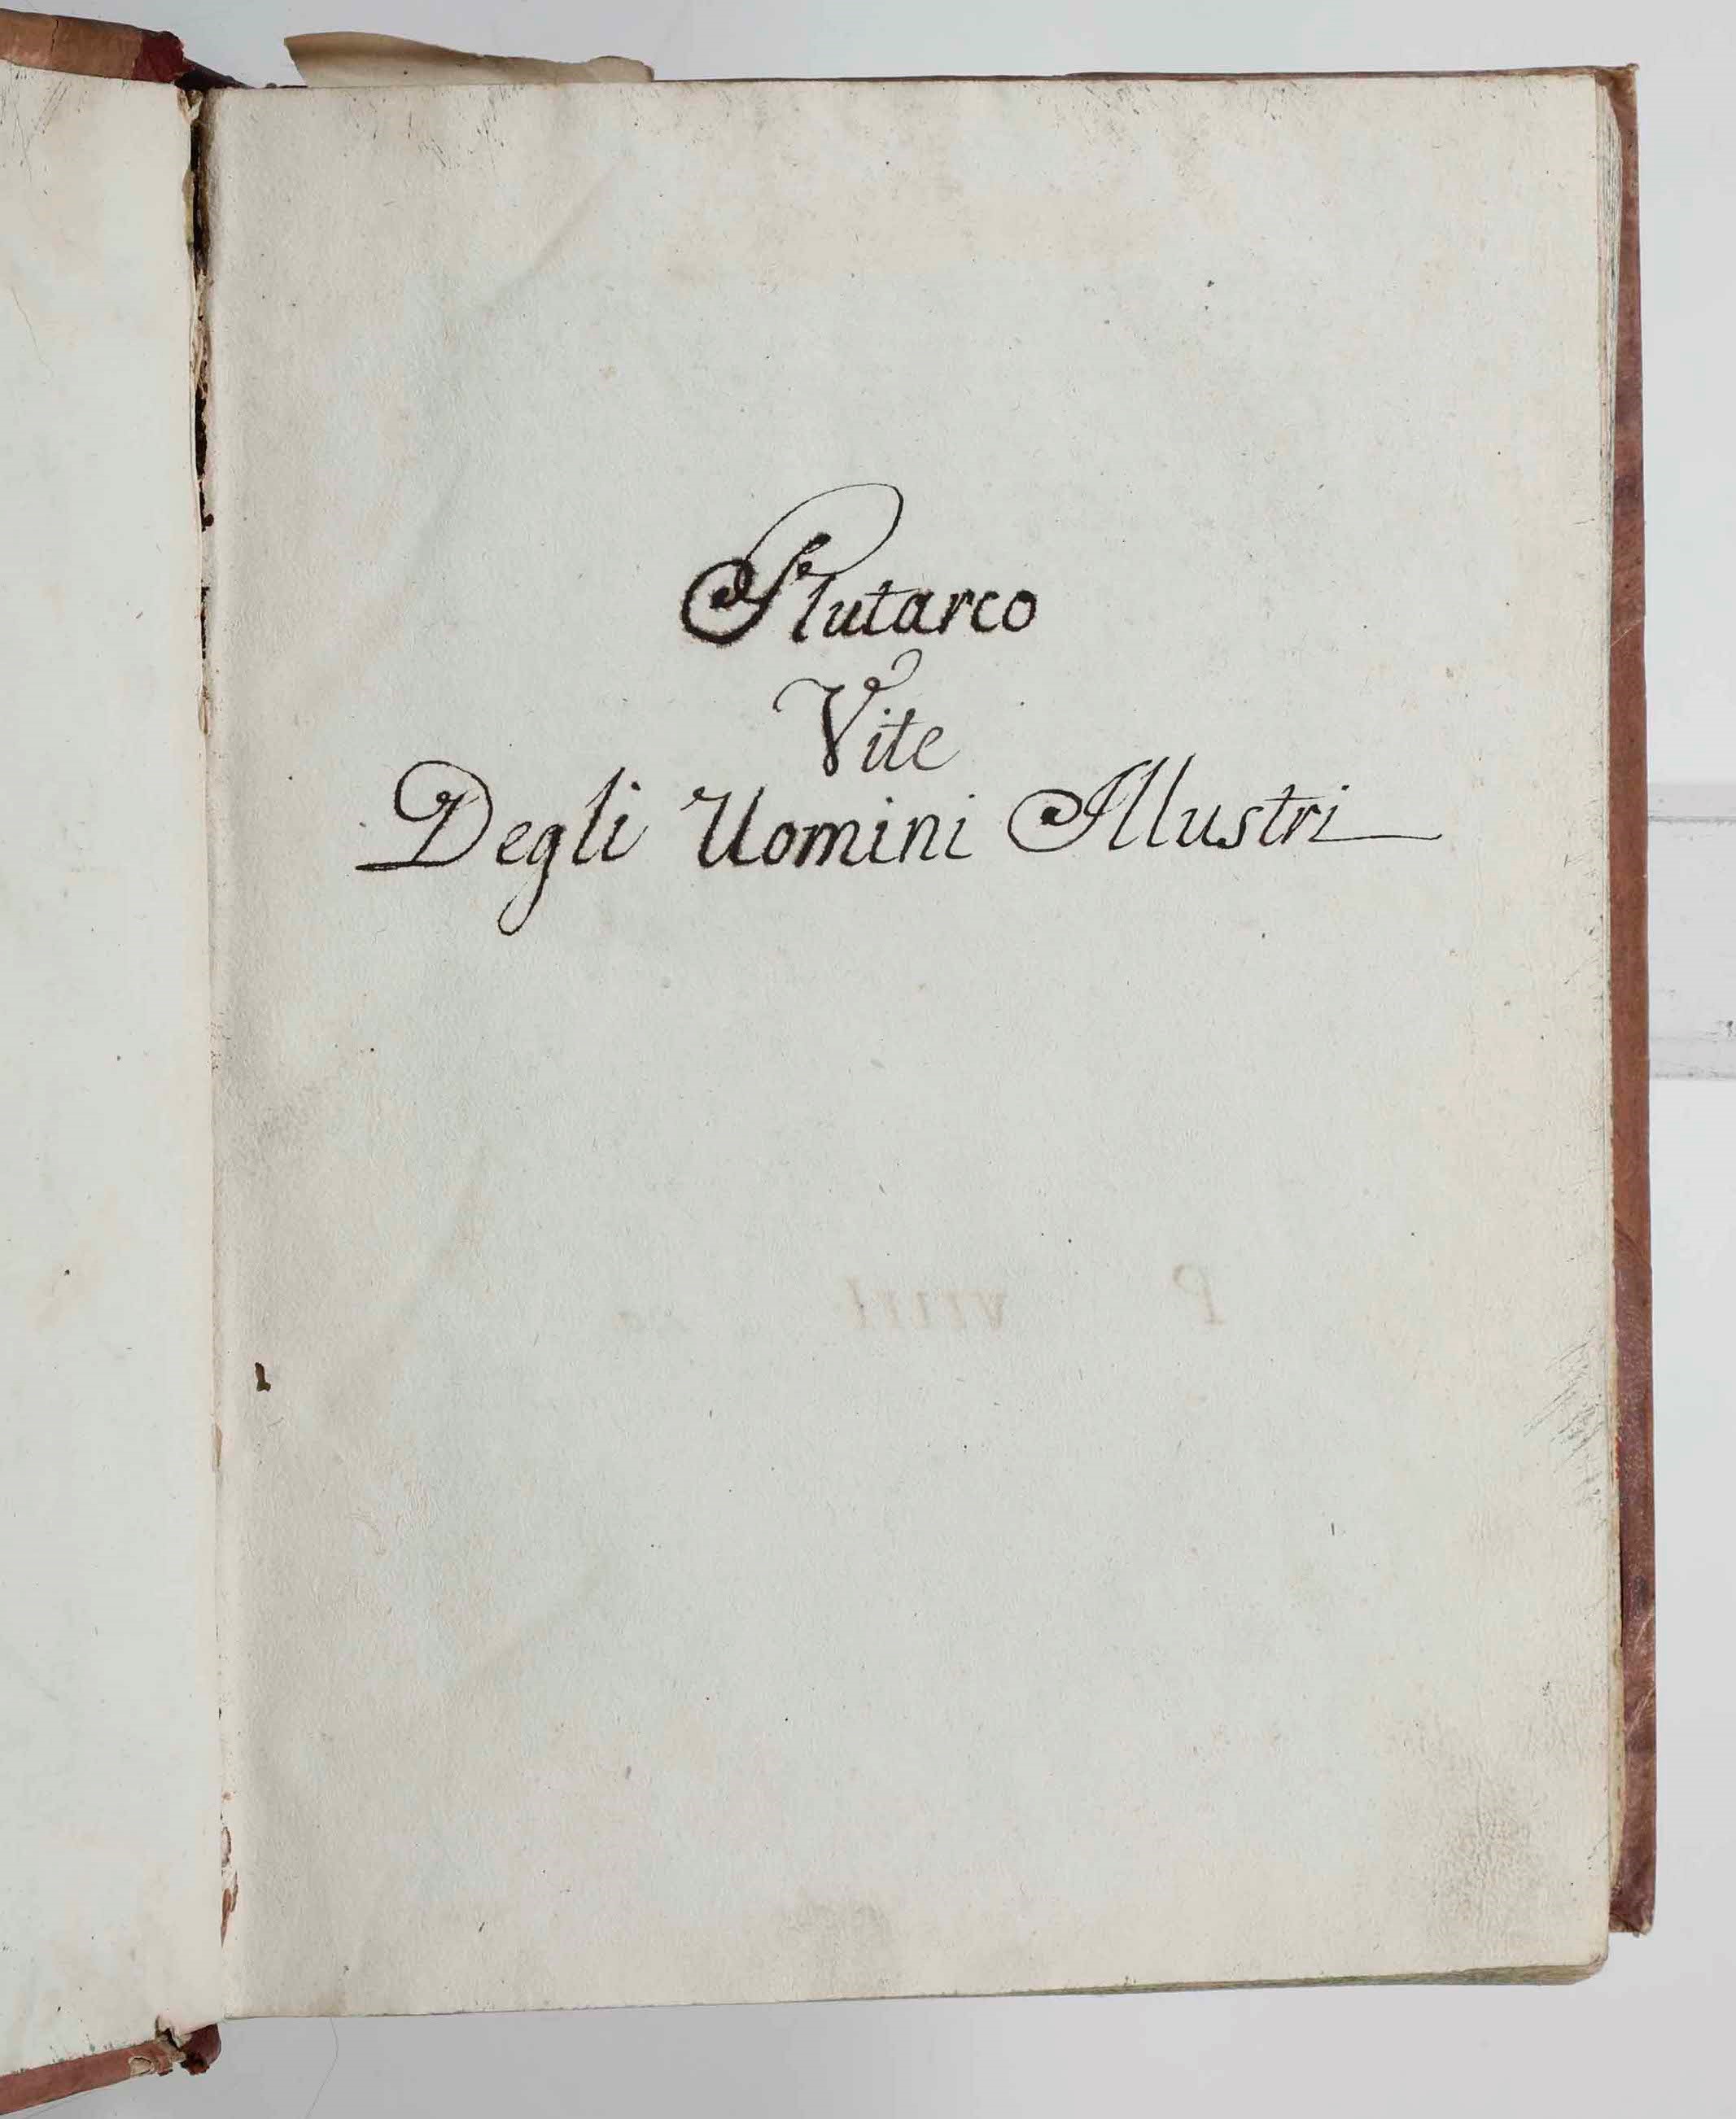 Plutarco
Vite
Degli Uomini Illustri